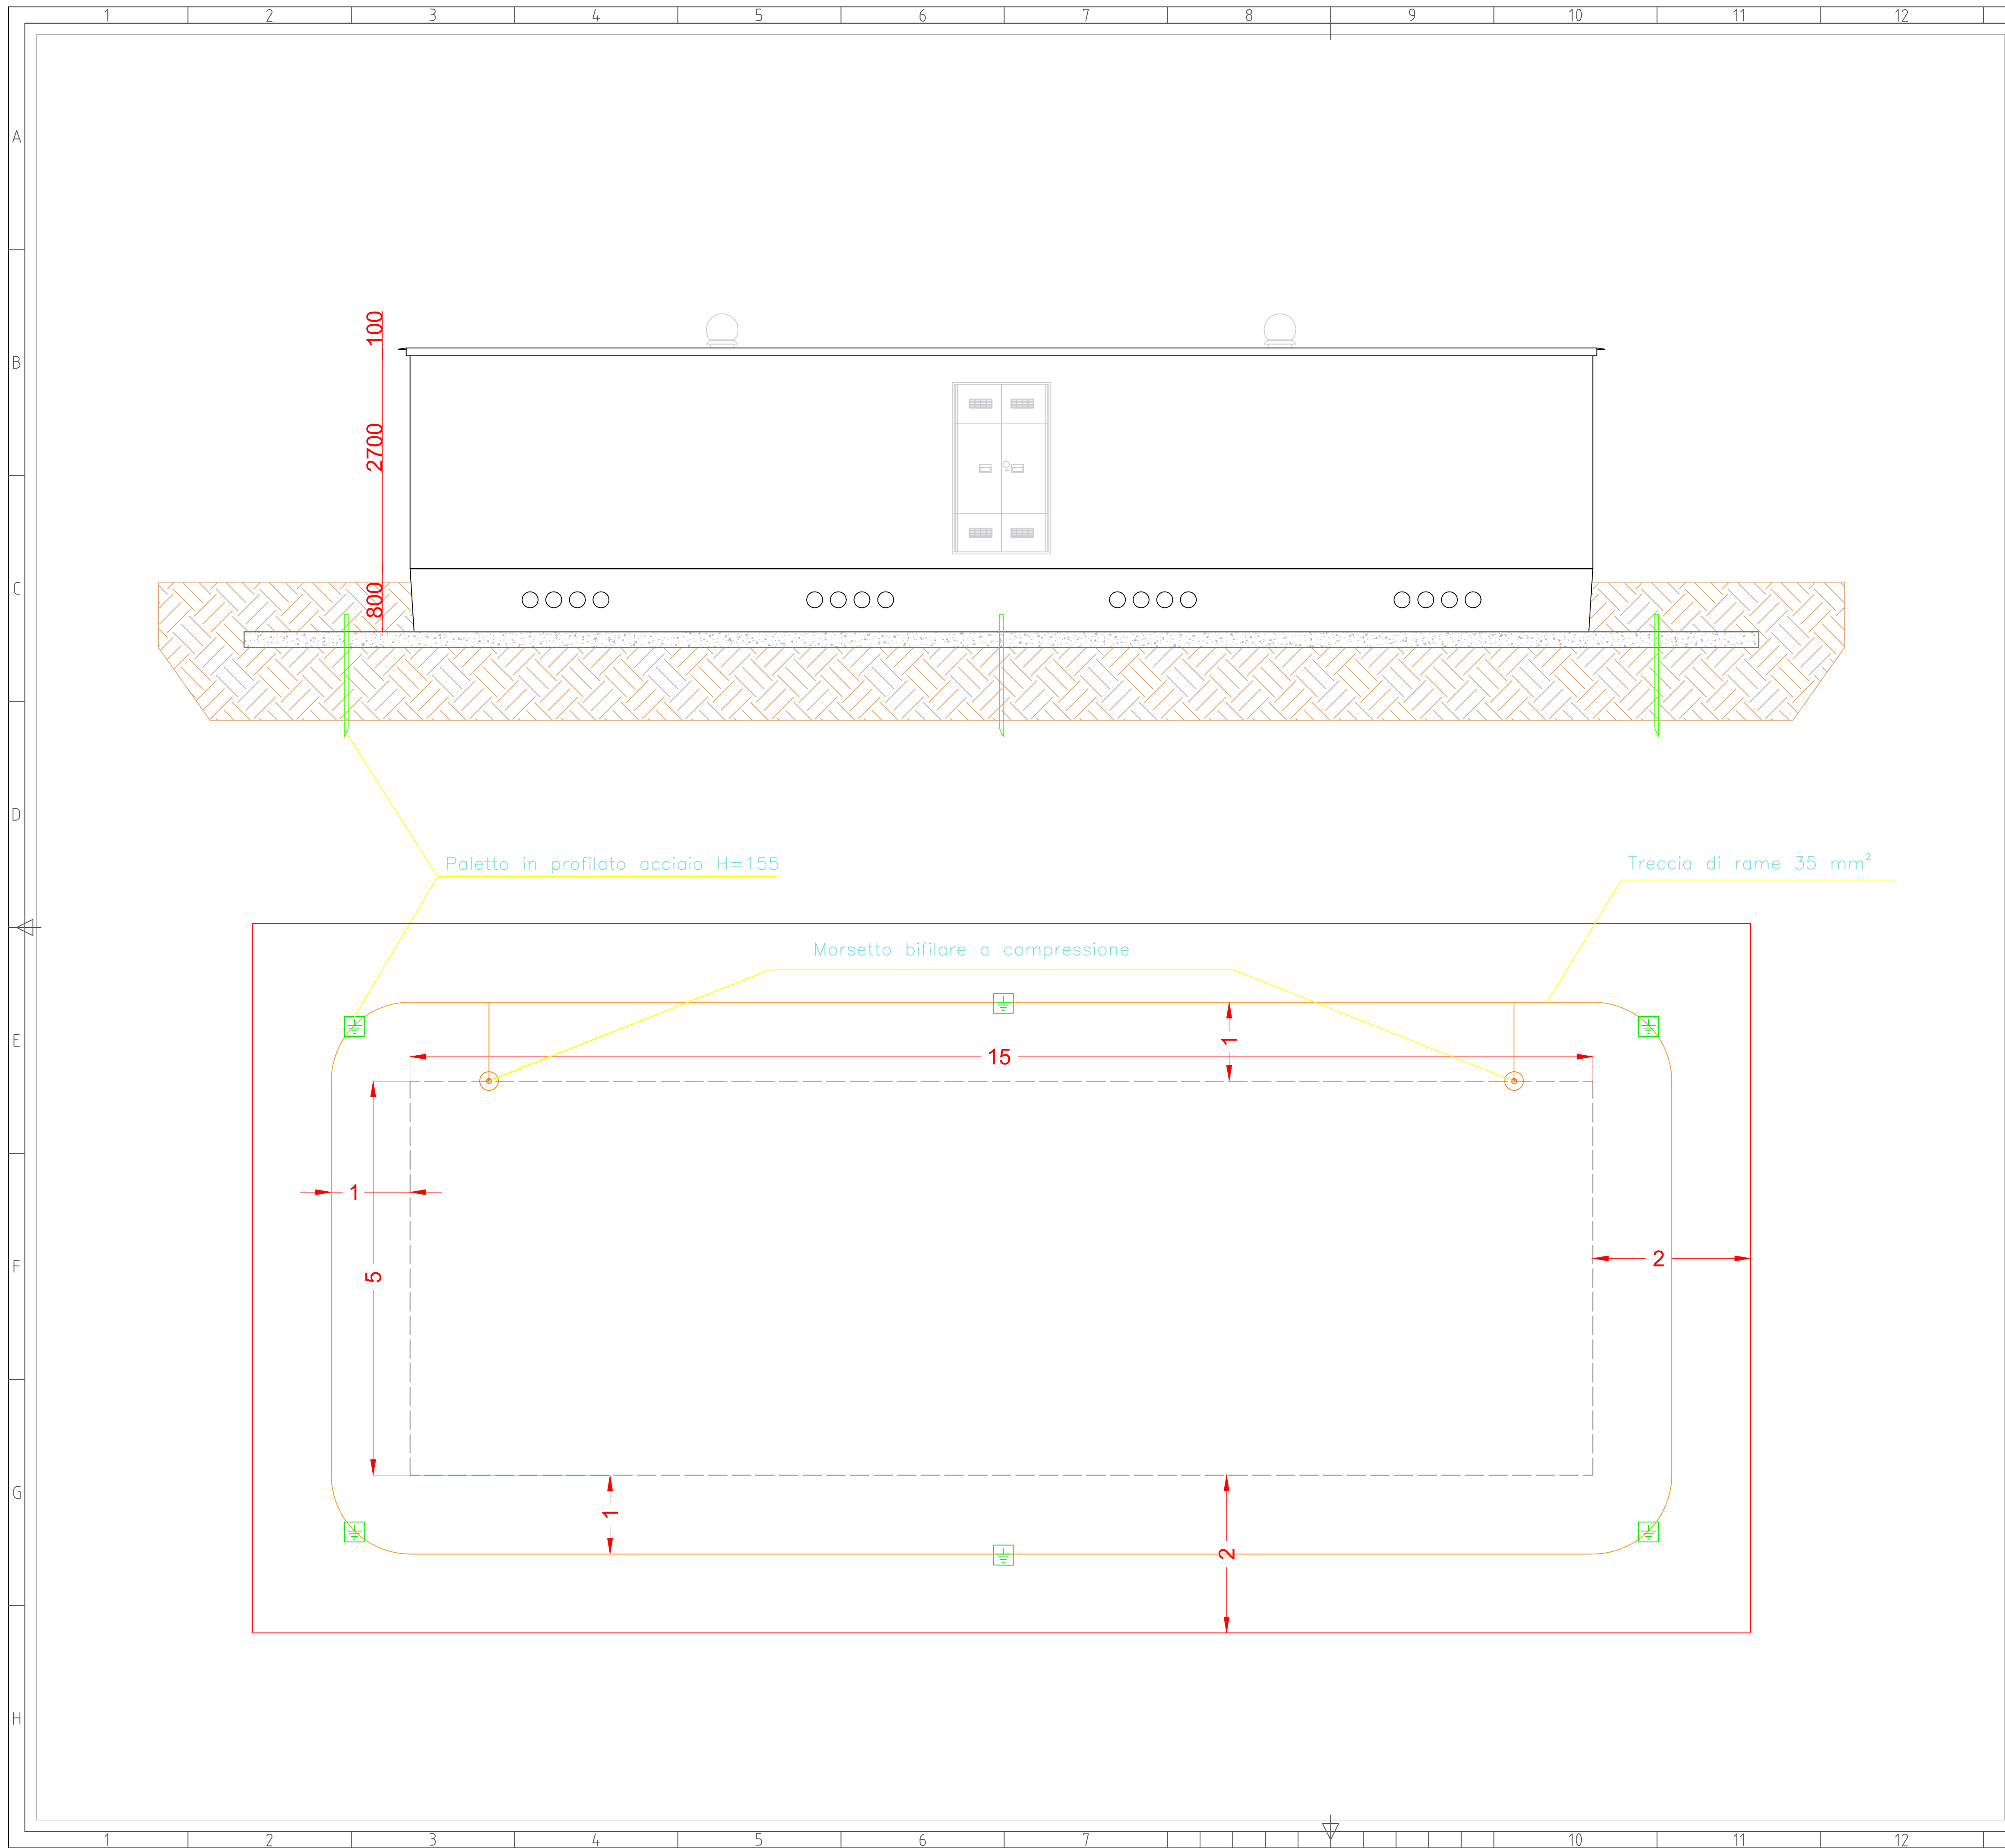 1 2 3 4 5 6 7 8 9 10 11 12
A
B
C
D
E
F
G
H
100
2700
800
Paletto in profilato acciaio H=155
Treccia di rame 35 mm²
Morsetto bifilare a compressione
1
15
1
5
2
1
2
1 2 3 4 5 6 7 10 11 12